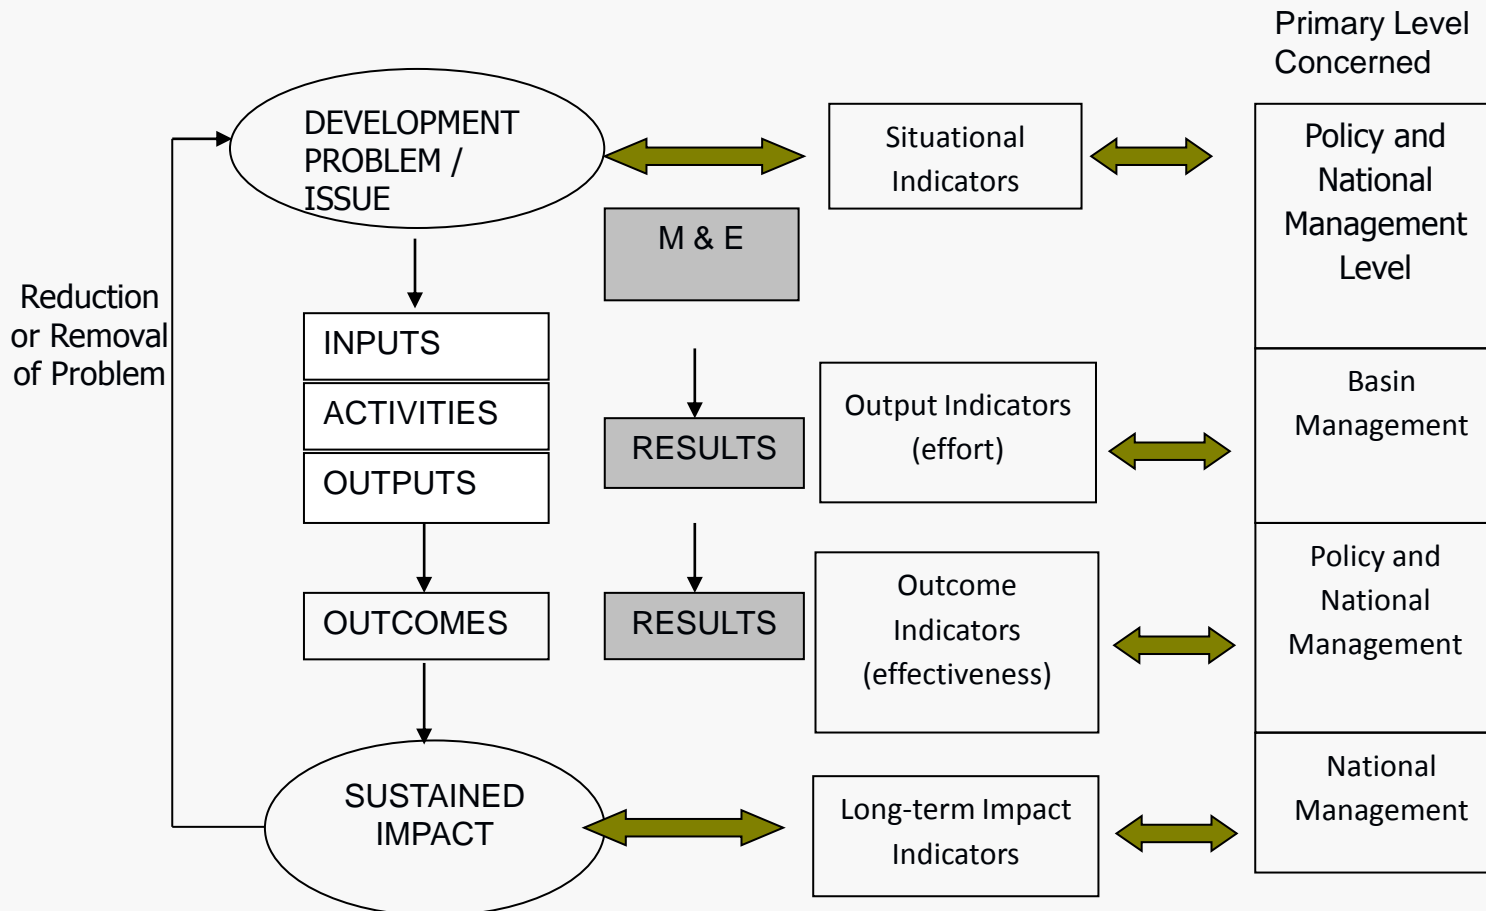 Primary Level
Concerned
DEVELOPMENT
PROBLEM /
ISSUE
Situational
Indicators
Policy and
National
Management
Level
M & E
Reduction
or Removal
of Problem
INPUTS
ACTIVITIES
OUTPUTS
RESULTS
Output Indicators
(effort)
Basin
Management
OUTCOMES
RESULTS
Outcome
Indicators
(effectiveness)
Policy and
National
Management
SUSTAINED
IMPACT
Long-term Impact
Indicators
National
Management